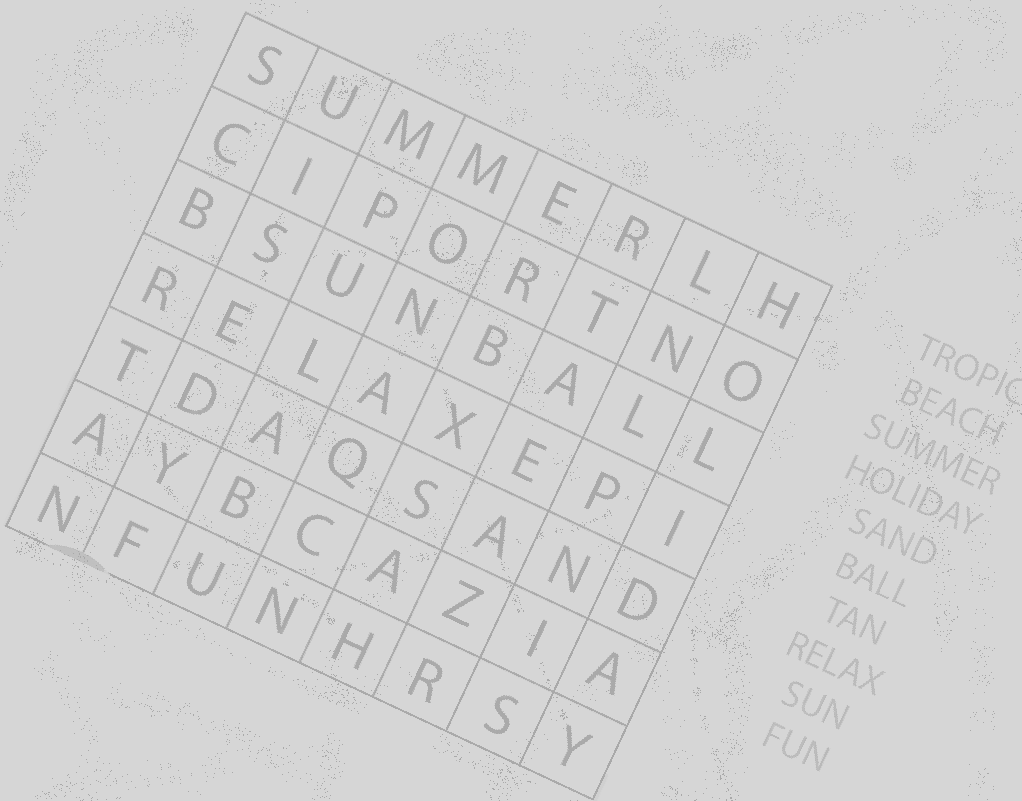 S U M M E R L H
C I P O R T N O
B S U N B A L L
R E L A X E P I
T D A Q S A N D
A Y B C A Z I A
N F U N H R S Y
TROPIC
BEACH
SUMMER
HOLIDAY
SAND
BALL
TAN
RELAX
SUN
FUN